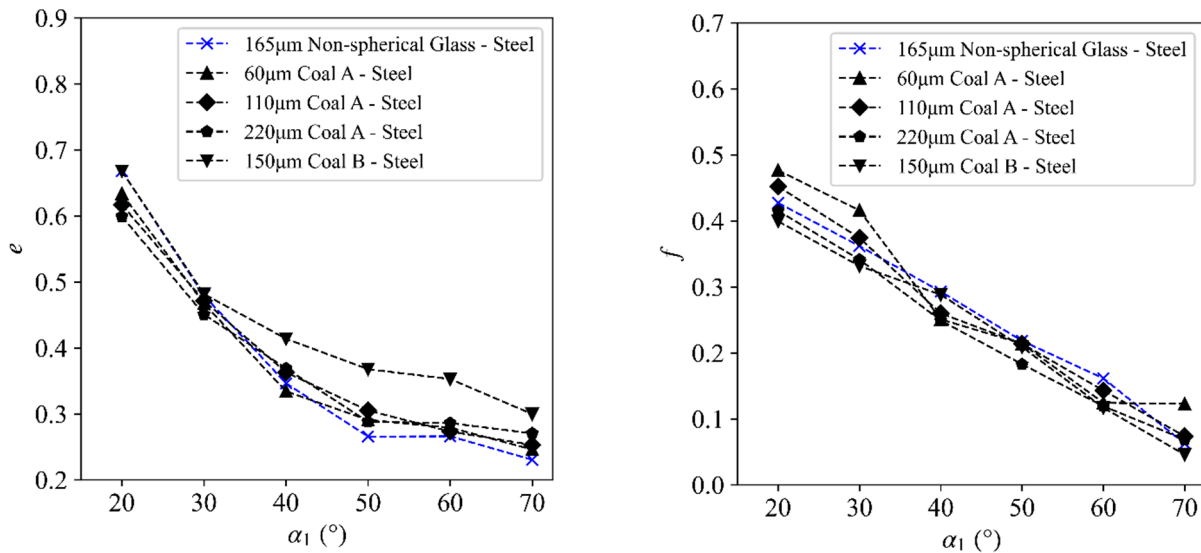 0.9
0.8
0.7
0.6
0.5
0.4
0.3
0.2
e
165μm Non-spherical Glass - Steel
60μm Coal A - Steel
110μm Coal A - Steel
220μm Coal A - Steel
150μm Coal B - Steel
20 30 40 50 60 70
α1 (°)
0.7
0.6
0.5
0.4
0.3
0.2
0.1
0.0
f
165μm Non-spherical Glass - Steel
60μm Coal A - Steel
110μm Coal A - Steel
220μm Coal A - Steel
150μm Coal B - Steel
20 30 40 50 60 70
α1 (°)